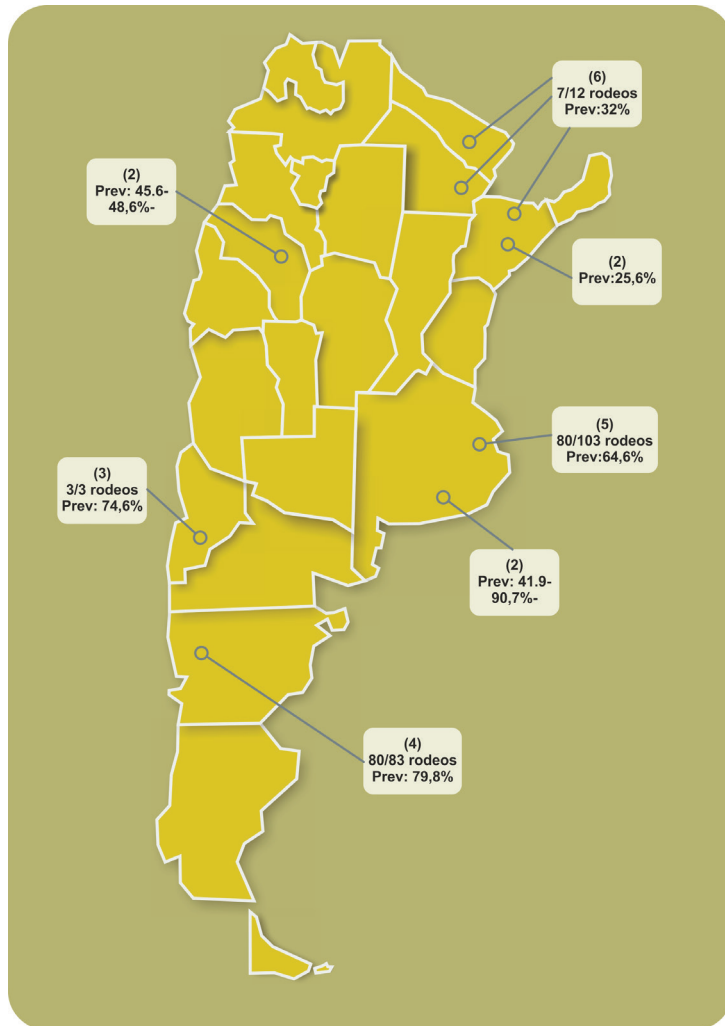 (6)
7/12 rodeos
Prev:32%
(2)
Prev: 45.6-
48,6%-
(2)
Prev:25,6%
(5)
80/103 rodeos
Prev:64,6%
(3)
3/3 rodeos
Prev: 74,6%
(2)
Prev: 41.9-
90,7%-
(4)
80/83 rodeos
Prev: 79,8%